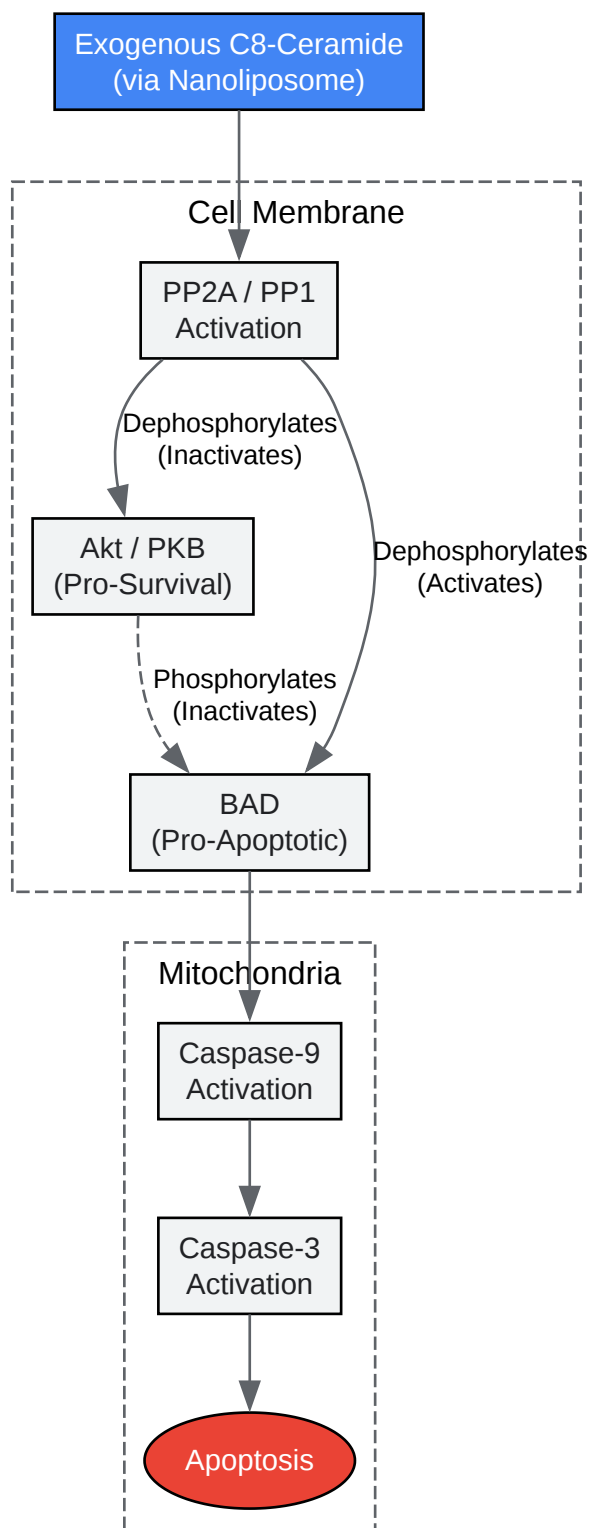 Exogenous C8-Ceramide
(via Nanoliposome)
Cell Membrane
PP2A / PP1
Activation
Dephosphorylates
(Inactivates)
Akt / PKB
(Pro-Survival)
Dephosphorylates
(Activates)
Phosphorylates
(Inactivates)
BAD
(Pro-Apoptotic)
Mitochondria
Caspase-9
Activation
Caspase-3
Activation
Apoptosis